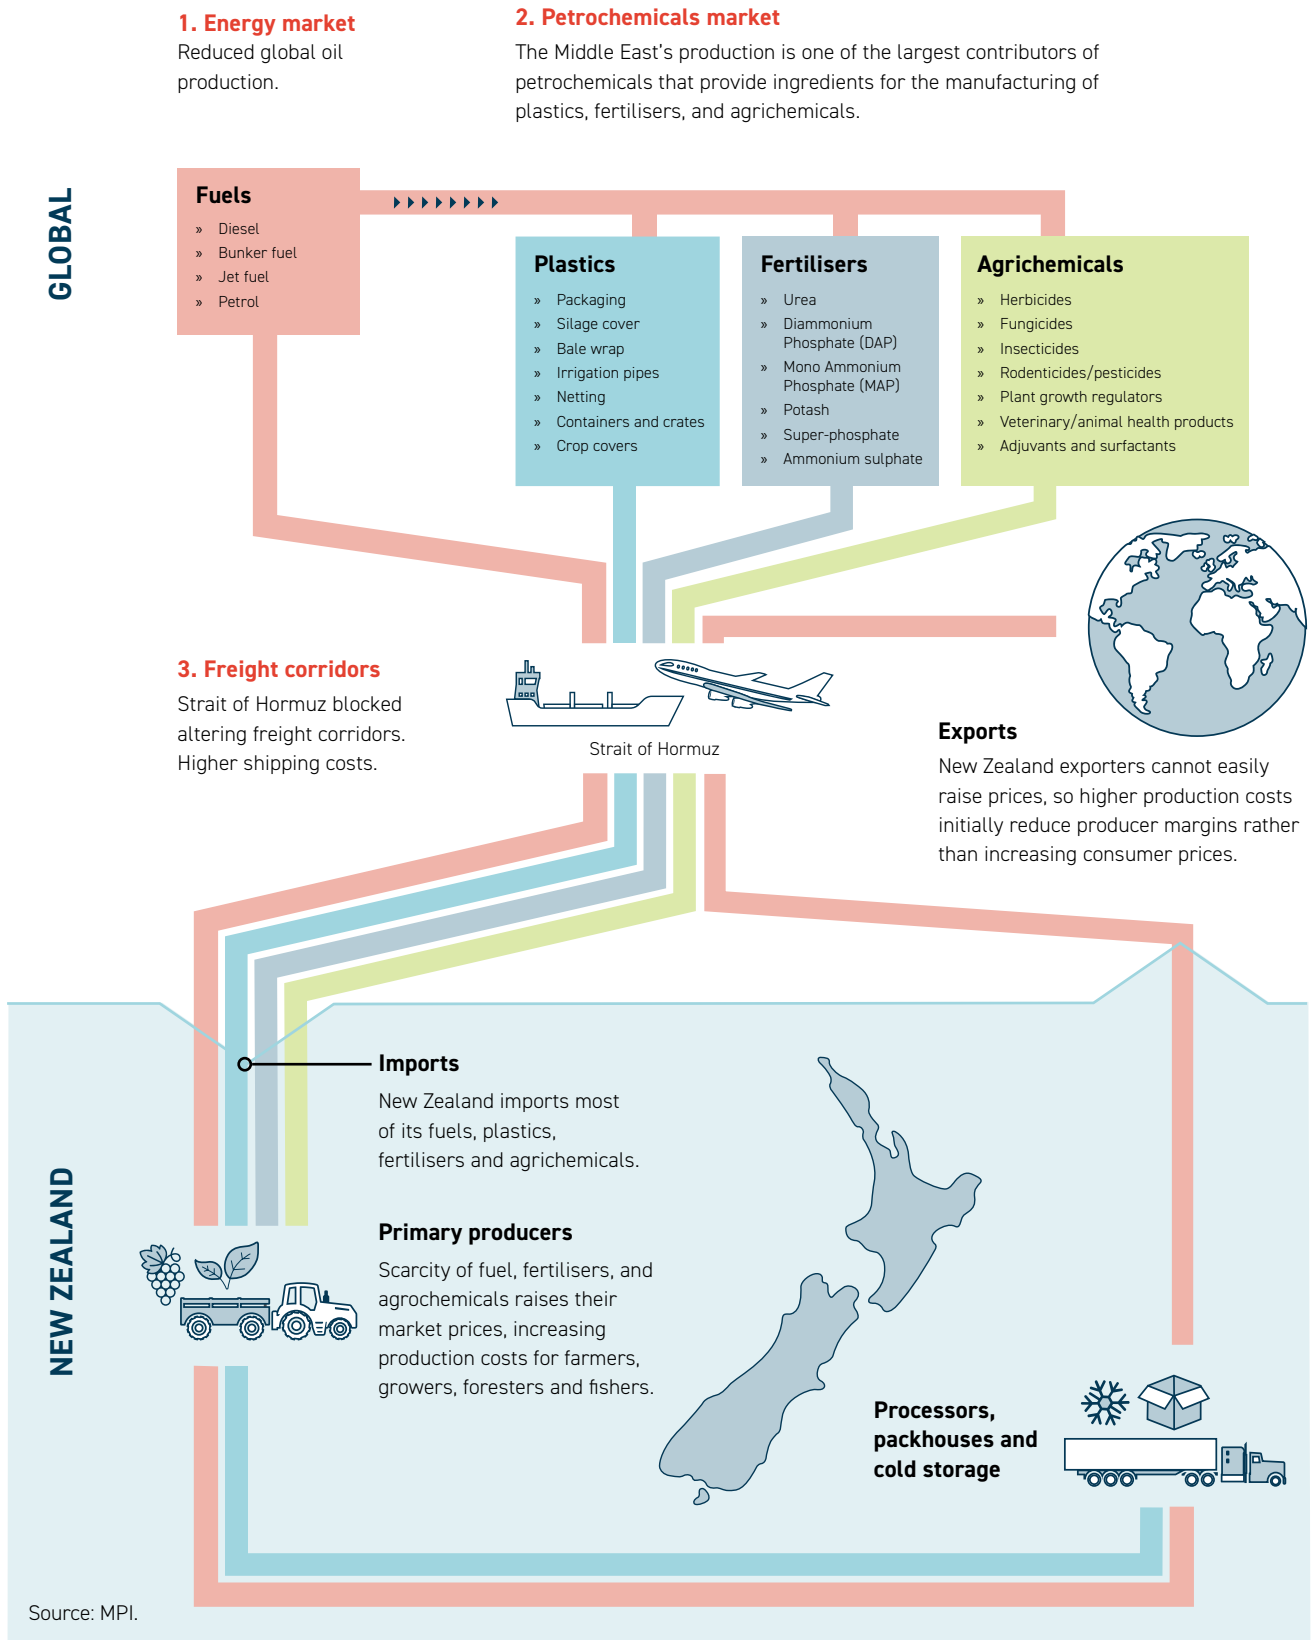 1. Energy market
Reduced global oil
production.
2. Petrochemicals market
The Middle East's production is one of the largest contributors of
petrochemicals that provide ingredients for the manufacturing of
plastics, fertilisers, and agrichemicals.
GLOBAL
Fuels
» Diesel
» Bunker fuel
» Jet fuel
» Petrol
Plastics
» Packaging
» Silage cover
» Bale wrap
» Irrigation pipes
» Netting
» Containers and crates
» Crop covers
Fertilisers
» Urea
» Diammonium
Phosphate (DAP)
» Mono Ammonium
Phosphate (MAP)
» Potash
» Super-phosphate
» Ammonium sulphate
Agrichemicals
» Herbicides
» Fungicides
» Insecticides
» Rodenticides/pesticides
» Plant growth regulators
» Veterinary/animal health products
» Adjuvants and surfactants
3. Freight corridors
Strait of Hormuz blocked
altering freight corridors.
Higher shipping costs.
Strait of Hormuz
Exports
New Zealand exporters cannot easily
raise prices, so higher production costs
initially reduce producer margins rather
than increasing consumer prices.
NEW ZEALAND
Imports
New Zealand imports most
of its fuels, plastics,
fertilisers and agrichemicals.
Primary producers
Scarcity of fuel, fertilisers, and
agrochemicals raises their
market prices, increasing
production costs for farmers,
growers, foresters and fishers.
Processors,
packhouses and
cold storage
Source: MPI.